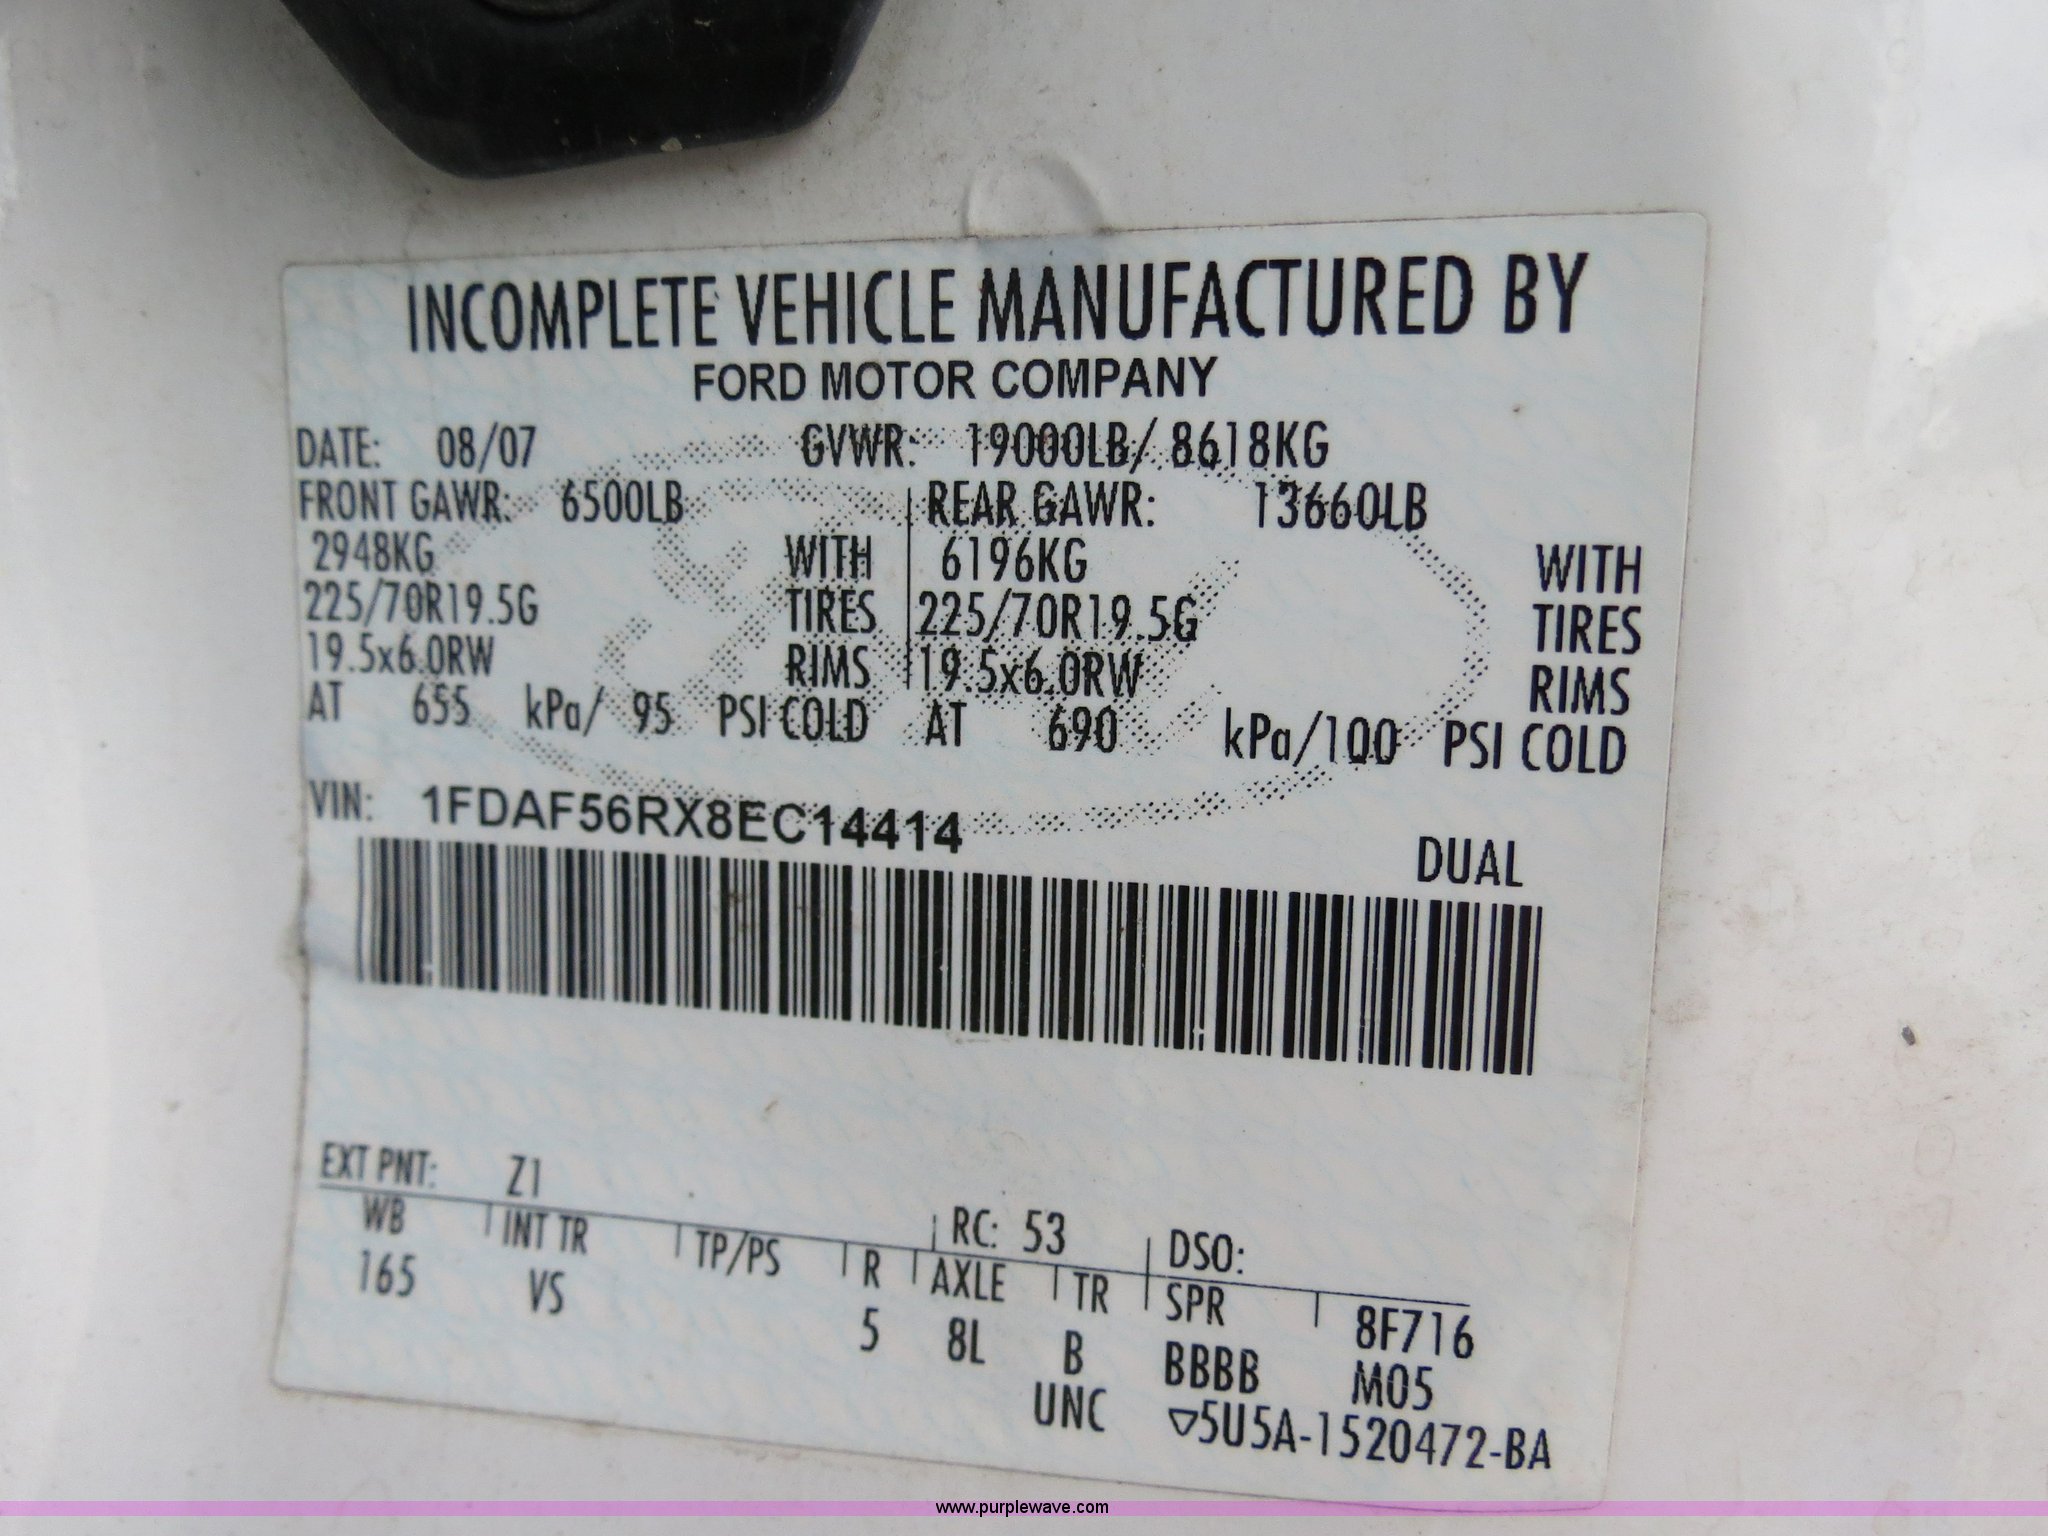 INCOMPLETE VEHICLE MANUFACTURED BY
FORD MOTOR COMPANY
DATE: 08/07 GVWR: 19000LB/ 8618KG
FRONT GAWR: 6500LB REAR GAWR: 13660LB
2948KG WITH 6196KG WITH
225/70R19.5G TIRES 225/70R19.5G TIRES
19.5x6.0RW RIMS 19.5x6.0RW RIMS
AT 655 kPa/ 95 PSI COLD AT 690 kPa/100 PSI COLD
VIN: 1FDAF56RX8EC14414
DUAL
EXT PNT: Z1 RC: 53 DSO:
WB INT TR TP/PS R AXLE TR SPR 8F716
165 VS 5 8L B BBBB M05
UNC ▽5U5A-1520472-BA
www.purplewave.com